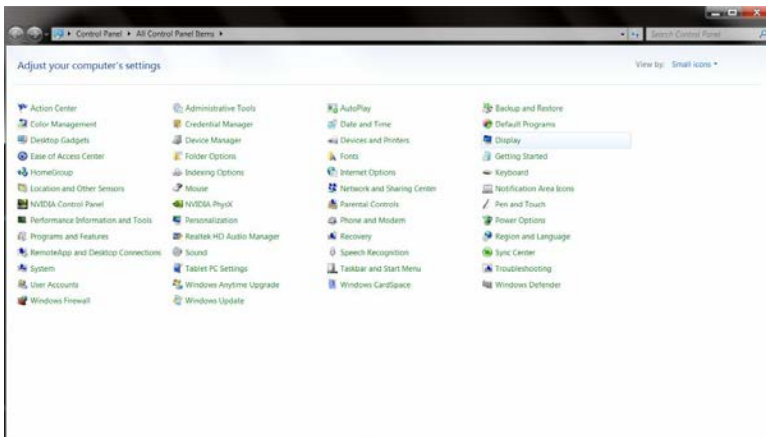 Control Panel ▸ All Control Panel Items ▸
Search Control Panel
Adjust your computer's settings
View by: Small icons
Action Center
Administrative Tools
AutoPlay
Backup and Restore
Color Management
Credential Manager
Date and Time
Default Programs
Desktop Gadgets
Device Manager
Devices and Printers
Display
Ease of Access Center
Folder Options
Fonts
Getting Started
HomeGroup
Indexing Options
Internet Options
Keyboard
Location and Other Sensors
Mouse
Network and Sharing Center
Notification Area Icons
NVIDIA Control Panel
NVIDIA PhysX
Parental Controls
Pen and Touch
Performance Information and Tools
Personalization
Phone and Modem
Power Options
Programs and Features
Realtek HD Audio Manager
Recovery
Region and Language
RemoteApp and Desktop Connections
Sound
Speech Recognition
Sync Center
System
Tablet PC Settings
Taskbar and Start Menu
Troubleshooting
User Accounts
Windows Anytime Upgrade
Windows CardSpace
Windows Defender
Windows Firewall
Windows Update